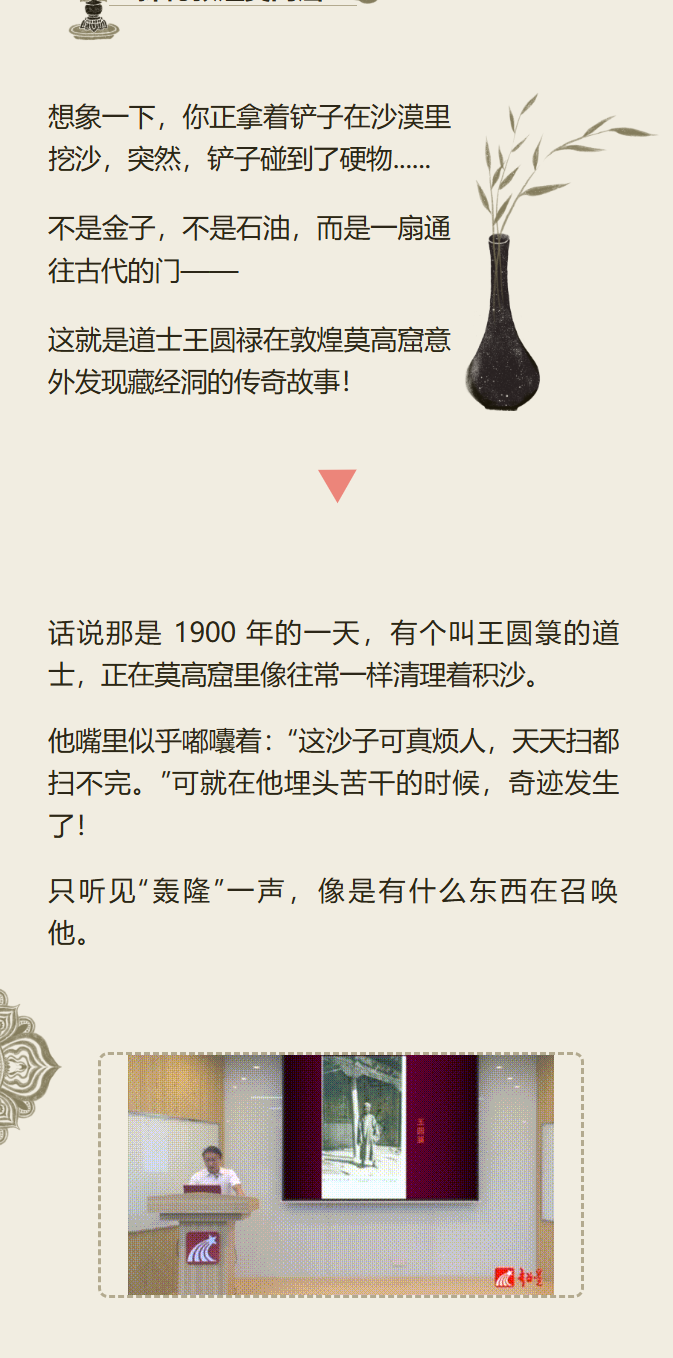 想象一下，你正拿着铲子在沙漠里
挖沙，突然，铲子碰到了硬物......
不是金子，不是石油，而是一扇通
往古代的门——
这就是道士王圆禄在敦煌莫高窟意
外发现藏经洞的传奇故事！
话说那是 1900 年的一天，有个叫王圆箓的道
士，正在莫高窟里像往常一样清理着积沙。
他嘴里似乎嘟囔着：“这沙子可真烦人，天天扫都
扫不完。”可就在他埋头苦干的时候，奇迹发生
了！
只听见“轰隆”一声，像是有什么东西在召唤
他。